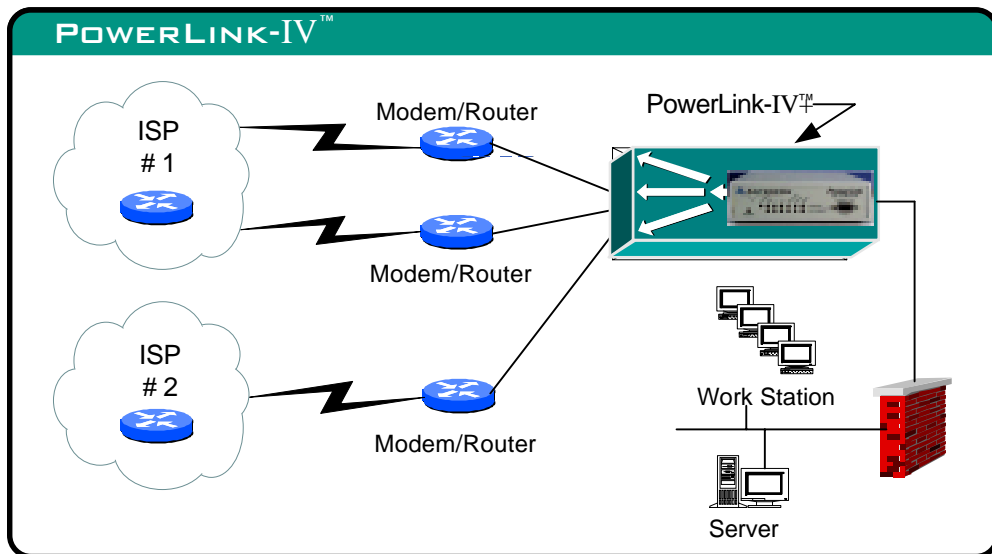 POWERLINK-IV™
ISP
# 1
Modem/Router
Modem/Router
PowerLink-IV™
ISP
# 2
Modem/Router
Work Station
Server